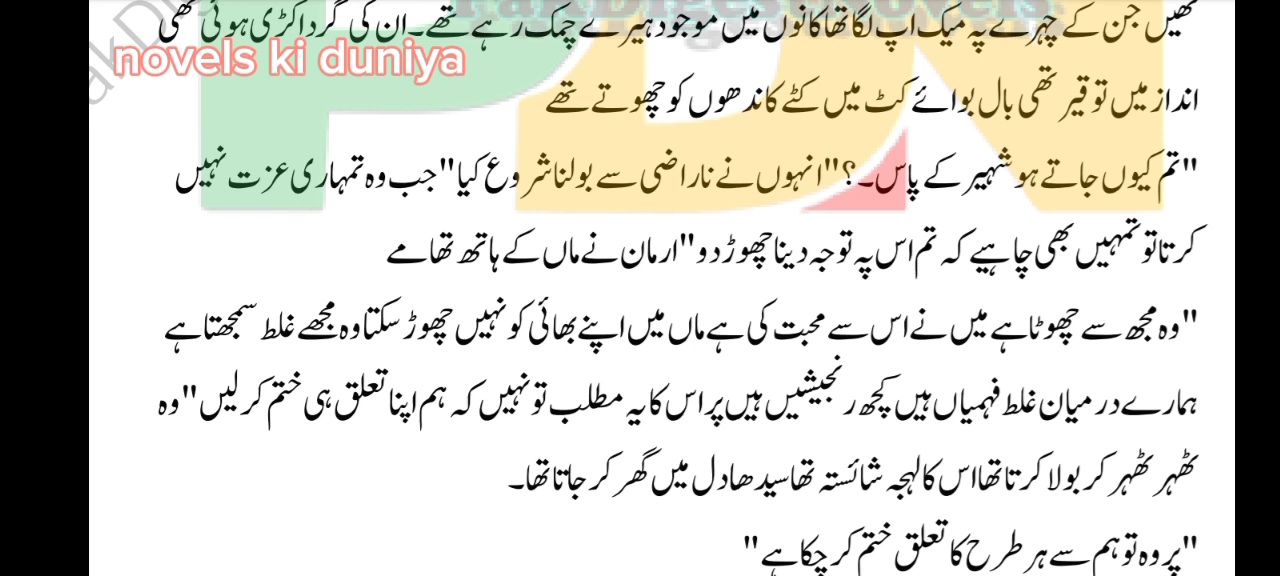 تھیں جن کے چہرے پہ میک اپ لگا تھا کانوں میں موجود ہیرے چمک رہے تھے۔ ان کی گرد اکڑی ہوئی تھی
novels ki duniya
انداز میں توقیر تھی بال بوائے کٹ میں کٹے کاندھوں کو چھوتے تھے
"تم کیوں جاتے ہو شہیر کے پاس۔؟" انہوں نے ناراضی سے بولنا شروع کیا "جب وہ تمہاری عزت نہیں
کرتا تو تمہیں بھی چاہیے کہ تم اس پہ توجہ دینا چھوڑ دو" ارمان نے ماں کے ہاتھ تھامے
"وہ مجھ سے چھوٹا ہے میں نے اس سے محبت کی ہے ماں میں اپنے بھائی کو نہیں چھوڑ سکتا وہ مجھے غلط سمجھتا ہے
ہمارے درمیان غلط فہمیاں ہیں کچھ رنجیشیں ہیں پر اس کا یہ مطلب تو نہیں کہ ہم اپنا تعلق ہی ختم کر لیں" وہ
ٹھہر ٹھہر کر بولا کرتا تھا اس کا لہجہ شائستہ تھا سیدھا دل میں گھر کر جاتا تھا۔
"پر وہ تو ہم سے ہر طرح کا تعلق ختم کر چکا ہے"